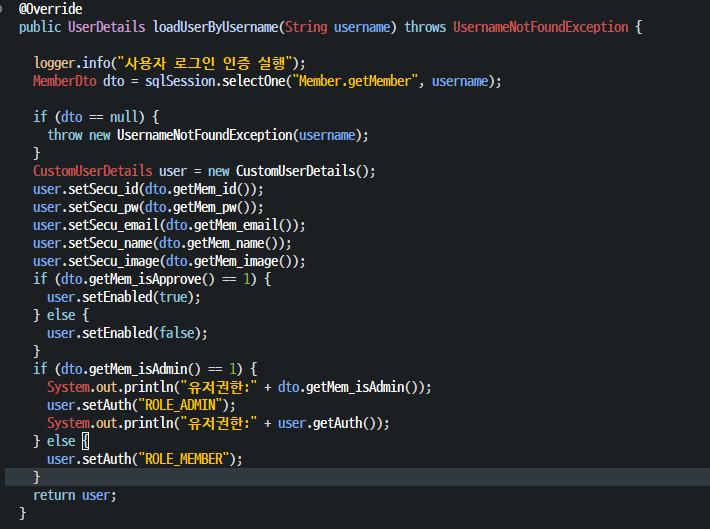 @Override
public UserDetails loadUserByUsername(String username) throws UsernameNotFoundException {
logger.info("사용자 로그인 인증 실행");
MemberDto dto = sqlSession.selectOne("Member.getMember", username);
if (dto == null) {
throw new UsernameNotFoundException(username);
}
CustomUserDetails user = new CustomUserDetails();
user.setSecu_id(dto.getMem_id());
user.setSecu_pw(dto.getMem_pw());
user.setSecu_email(dto.getMem_email());
user.setSecu_name(dto.getMem_name());
user.setSecu_image(dto.getMem_image());
if (dto.getMem_isApprove() == 1) {
user.setEnabled(true);
} else {
user.setEnabled(false);
}
if (dto.getMem_isAdmin() == 1) {
System.out.println("유저권한:" + dto.getMem_isAdmin());
user.setAuth("ROLE_ADMIN");
System.out.println("유저권한:" + user.getAuth());
} else {
user.setAuth("ROLE_MEMBER");
}
return user;
}